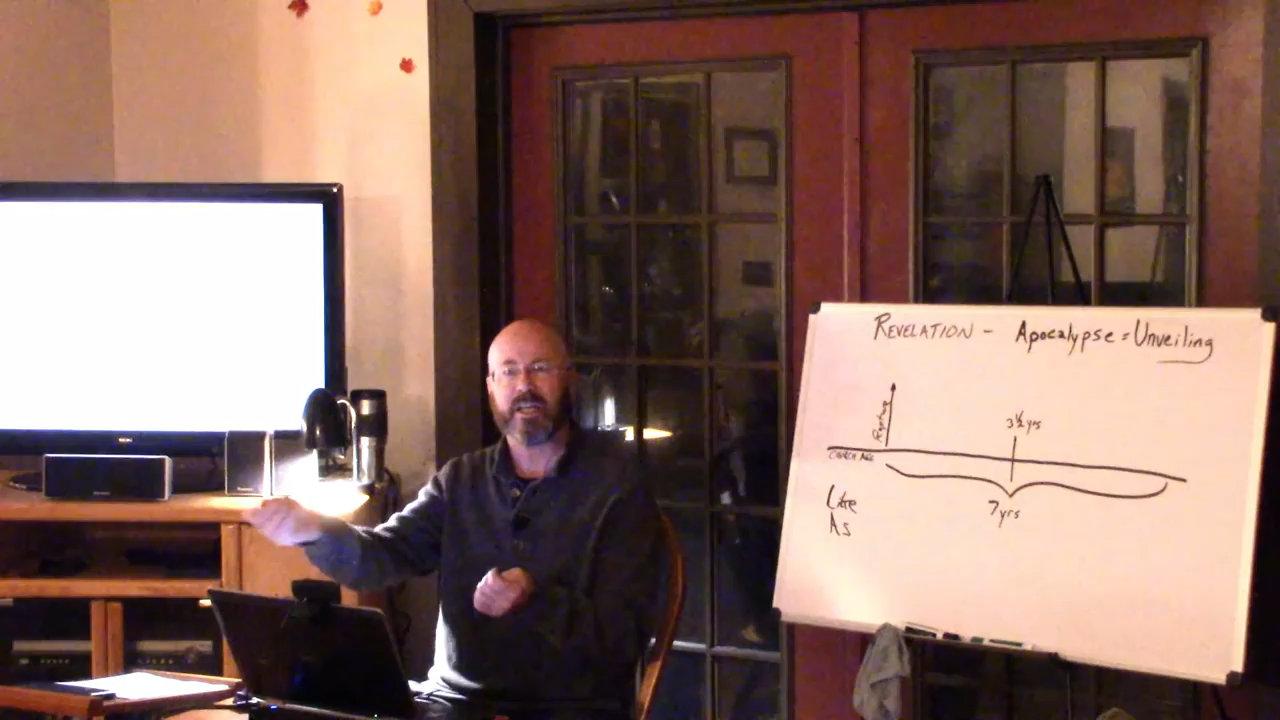 REVELATION - Apocalypse = Unveiling
Rapture
3½ yrs
CHURCH AGE
7 yrs
Like
As